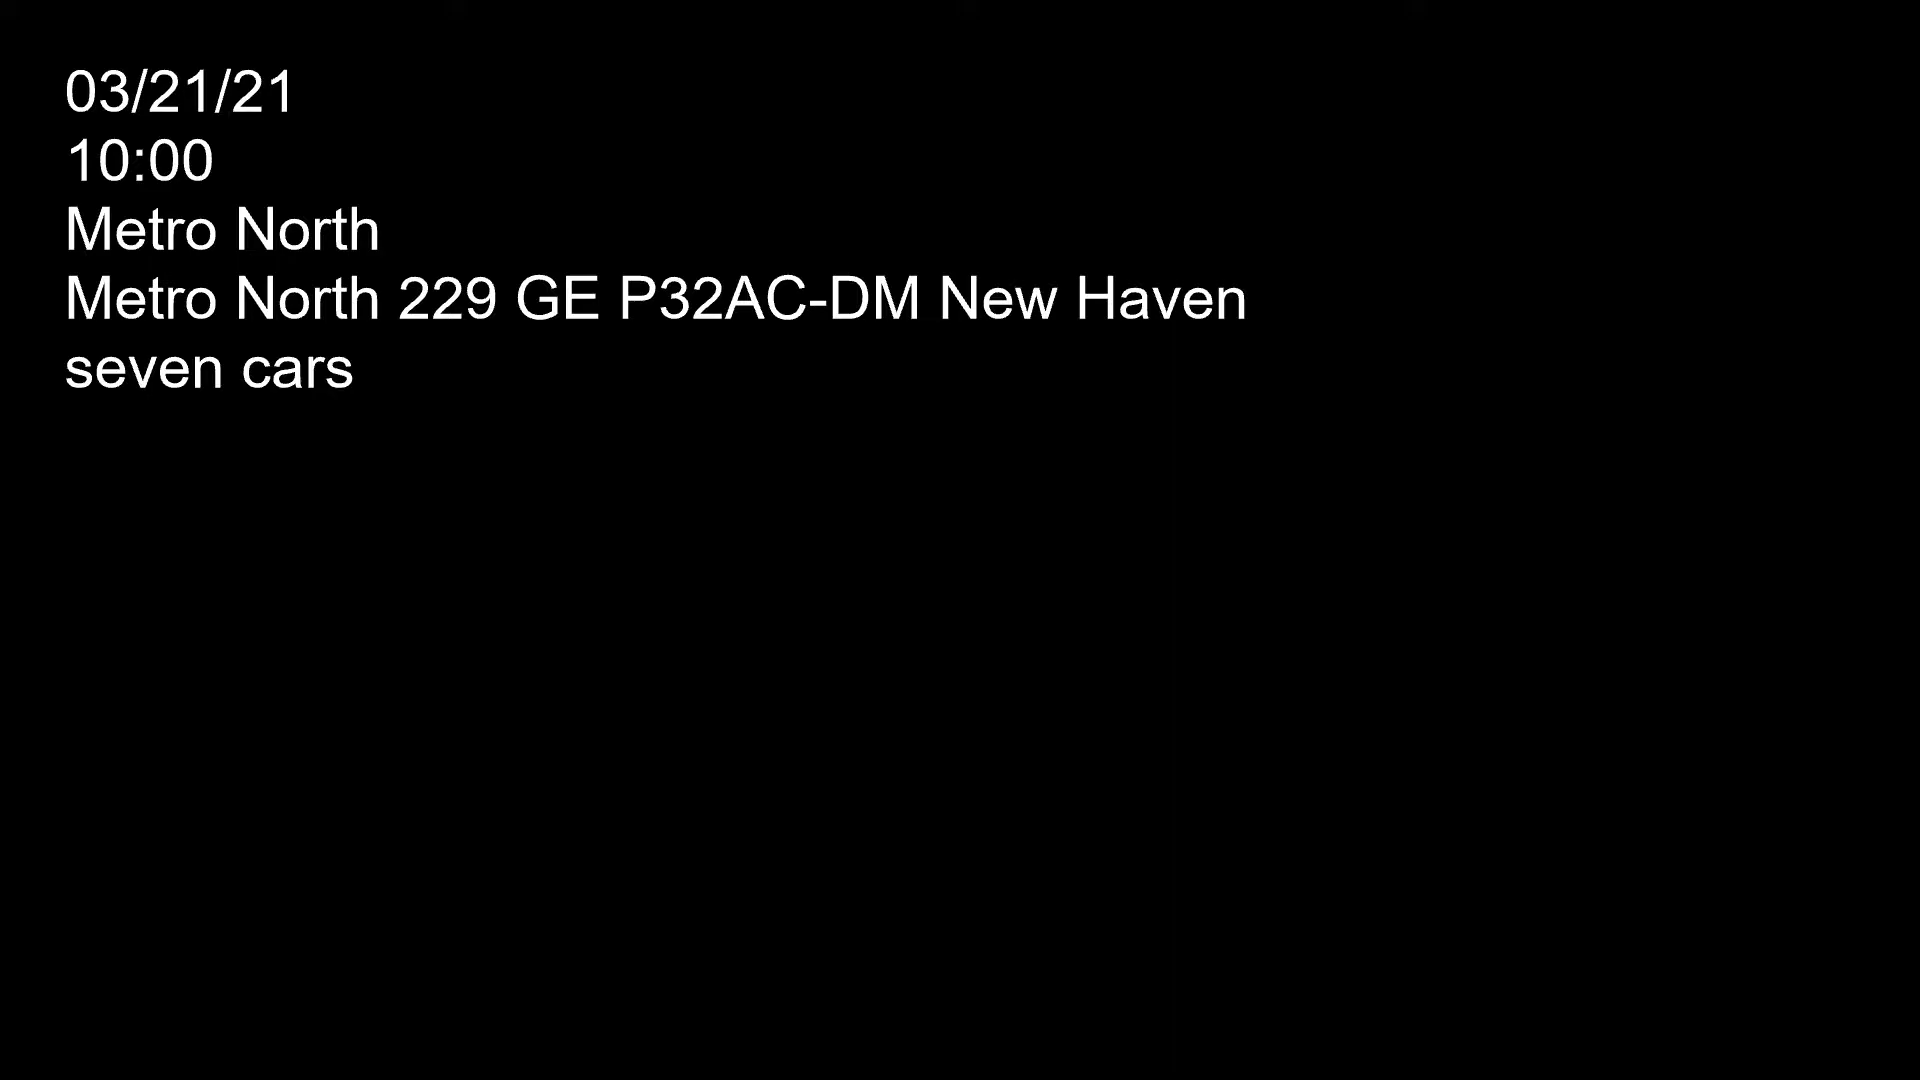 03/21/21
10:00
Metro North
Metro North 229 GE P32AC-DM New Haven
seven cars